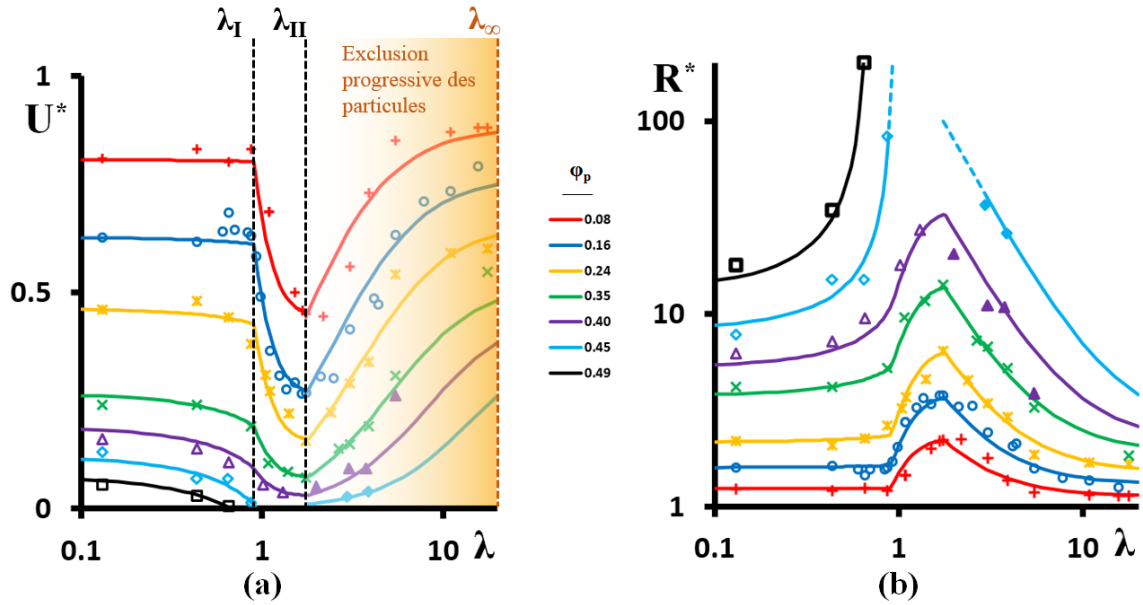 λI
λII
λ∞
Exclusion
progressive des
particules
1
U*
0.5
0
0.1
1
10
λ
(a)
φp
0.08
0.16
0.24
0.35
0.40
0.45
0.49
R*
100
10
1
0.1
1
10
λ
(b)